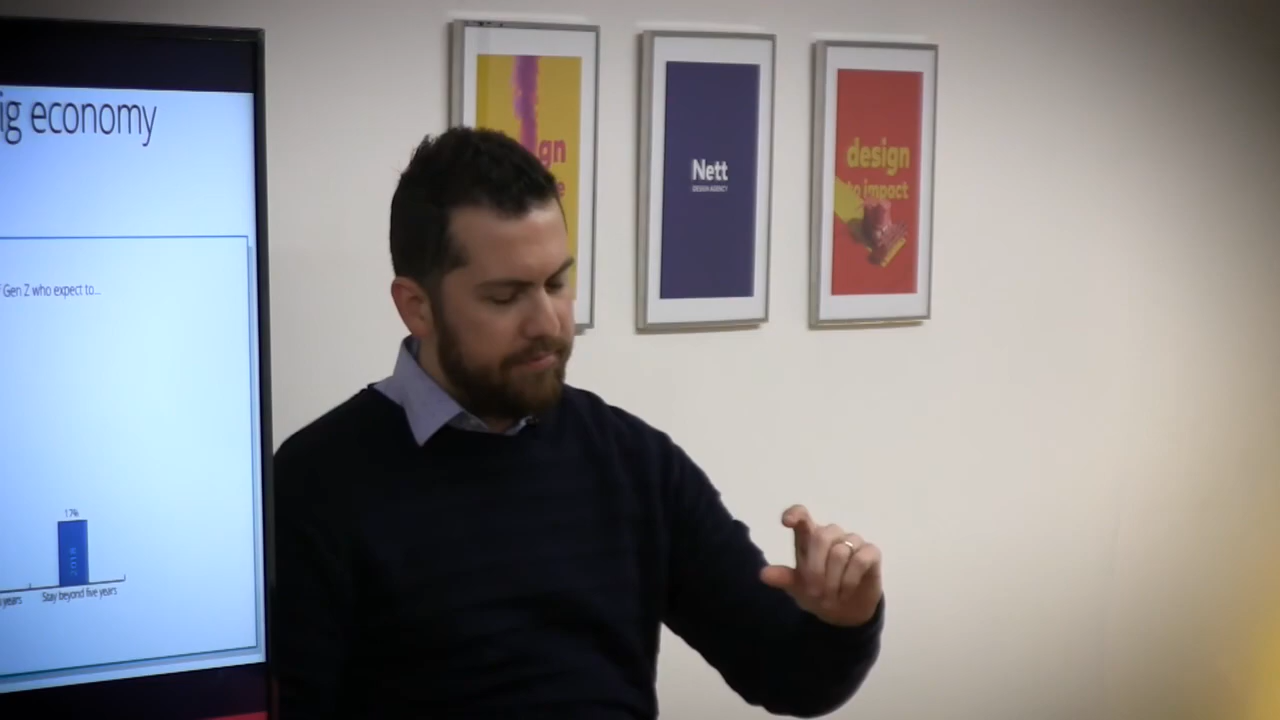 ig economy
Gen Z who expect to...
17%
2018
years
Stay beyond five years
gn
e
Nett
DESIGN AGENCY
design
to impact